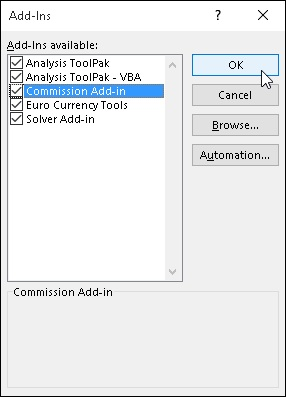 Add-Ins ? ×
Add-Ins available:
Analysis ToolPak
Analysis ToolPak - VBA
Commission Add-in
Euro Currency Tools
Solver Add-in
OK
Cancel
Browse...
Automation...
Commission Add-in